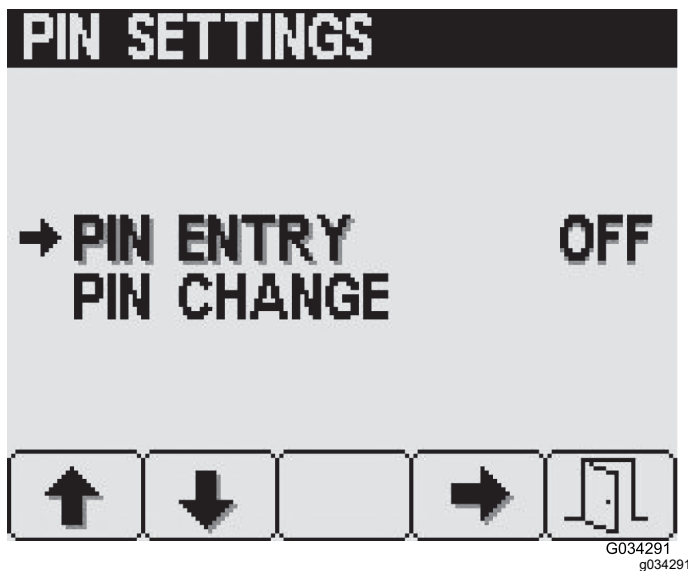 PIN SETTINGS
PIN ENTRY OFF
PIN CHANGE
G034291
g034291